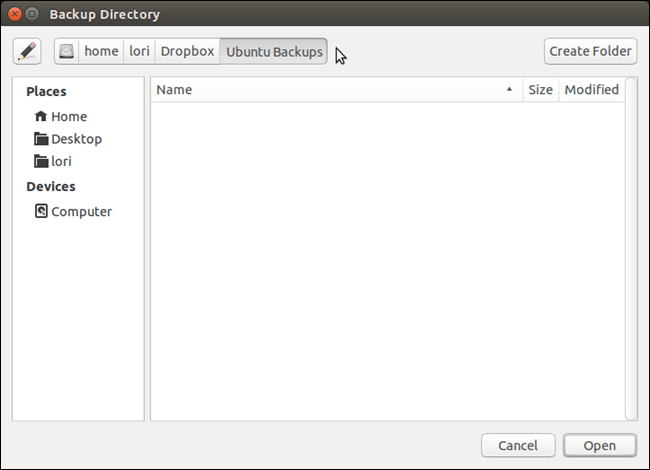 Backup Directory
home lori Dropbox Ubuntu Backups Create Folder
Places
Home
Desktop
lori
Devices
Computer
Name Size Modified
Cancel Open